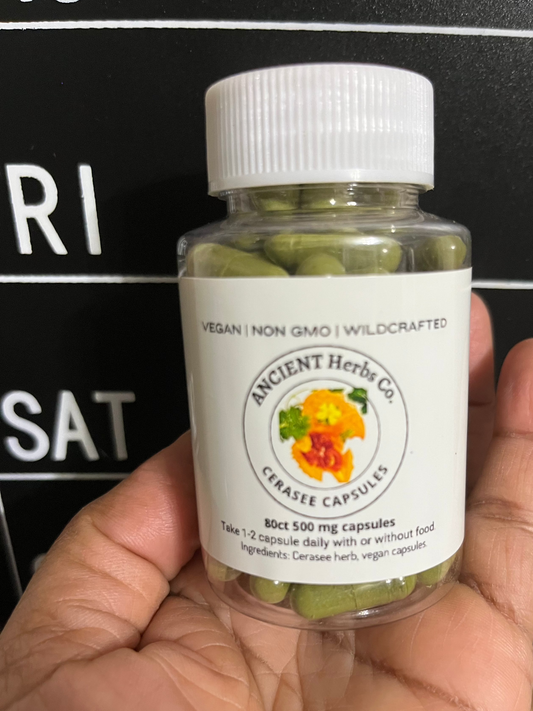 RI
SAT
VEGAN | NON GMO | WILDCRAFTED
ANCIENT Herbs Co.
CERASEE CAPSULES
80ct 500 mg capsules
Take 1-2 capsule daily with or without food
Ingredients: Cerasee herb, vegan capsules.